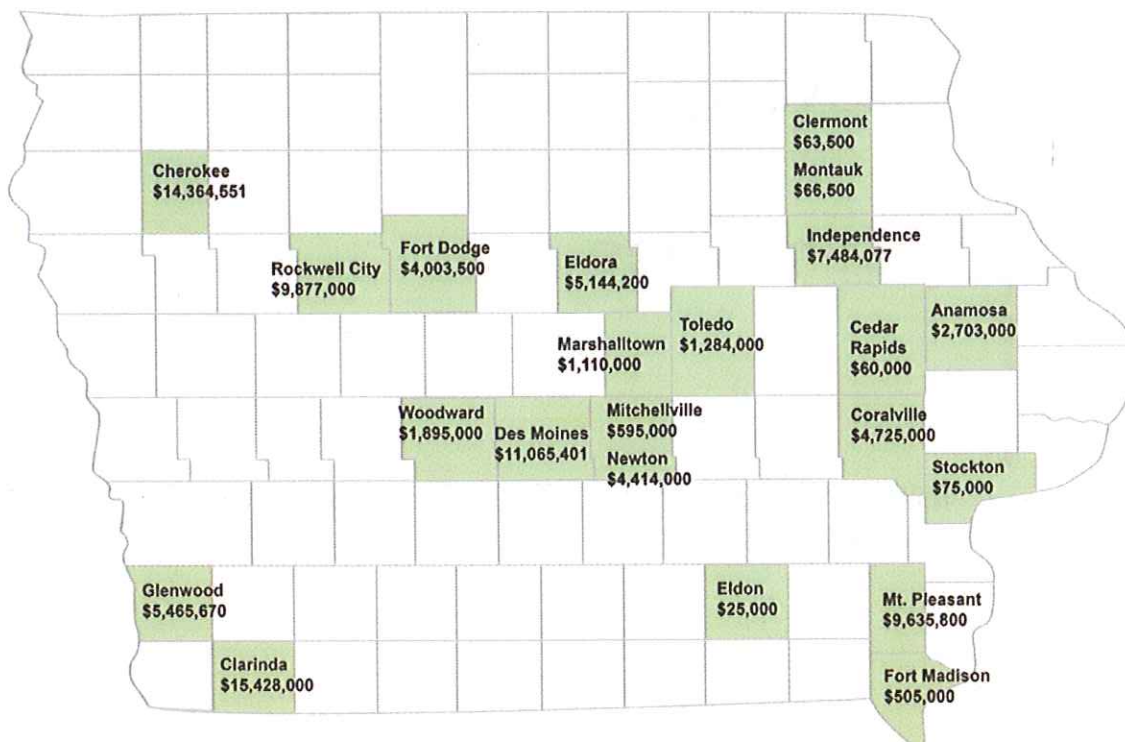 Clermont
$63,500
Montauk
$66,500
Cherokee
$14,364,551
Independence
$7,484,077
Fort Dodge
$4,003,500
Rockwell City
$9,877,000
Eldora
$5,144,200
Anamosa
$2,703,000
Toledo
$1,284,000
Cedar
Rapids
$60,000
Marshalltown
$1,110,000
Woodward
$1,895,000
Des Moines
$11,065,401
Mitchellville
$595,000
Newton
$4,414,000
Coralville
$4,725,000
Stockton
$75,000
Glenwood
$5,465,670
Eldon
$25,000
Mt. Pleasant
$9,635,800
Clarinda
$15,428,000
Fort Madison
$505,000